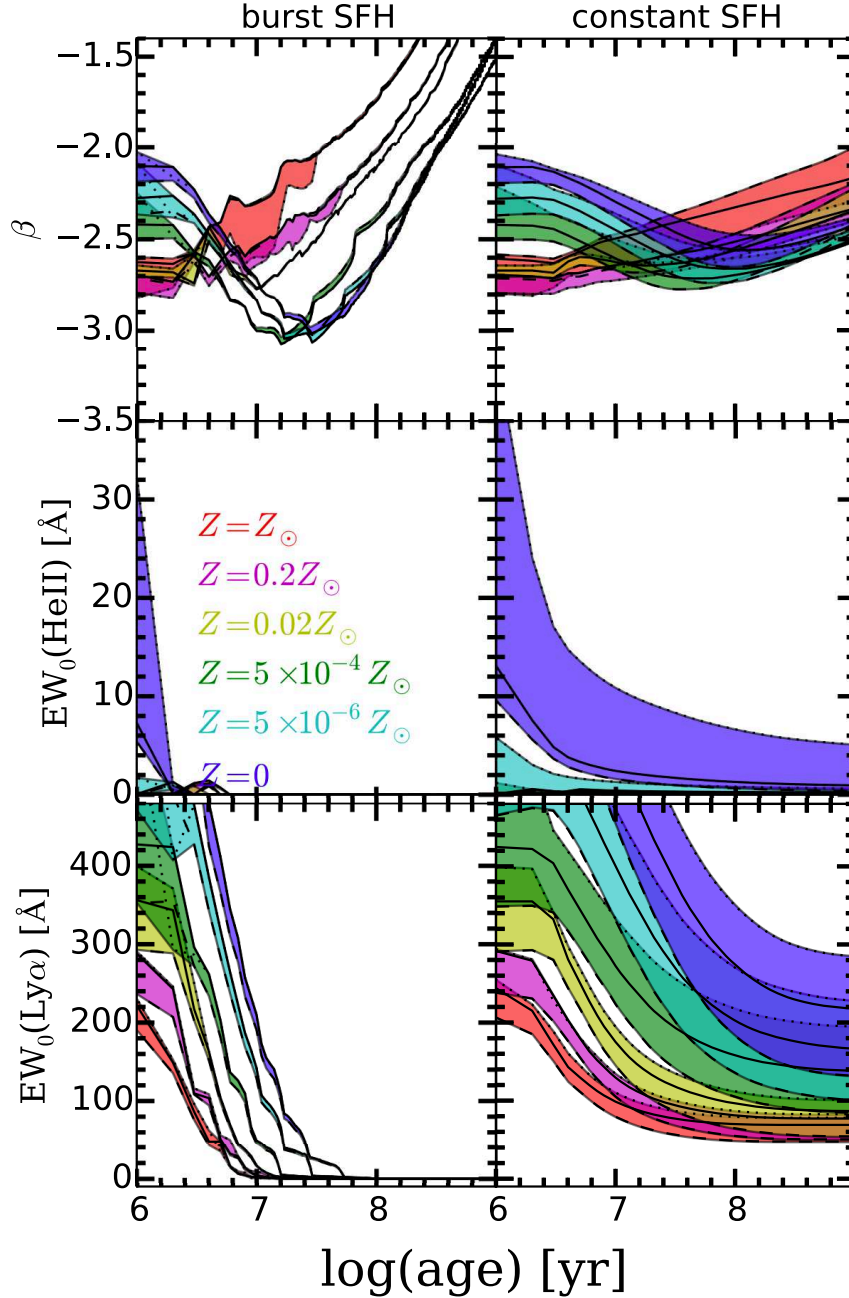 burst SFH
constant SFH
−1.5
−2.0
−2.5
−3.0
−3.5
β
30
20
10
0
EW₀(HeII) [Å]
Z=Z☉
Z=0.2Z☉
Z=0.02Z☉
Z=5×10⁻⁴ Z☉
Z=5×10⁻⁶ Z☉
Z=0
400
300
200
100
0
EW₀(Lyα) [Å]
6 7 8 6 7 8
log(age) [yr]